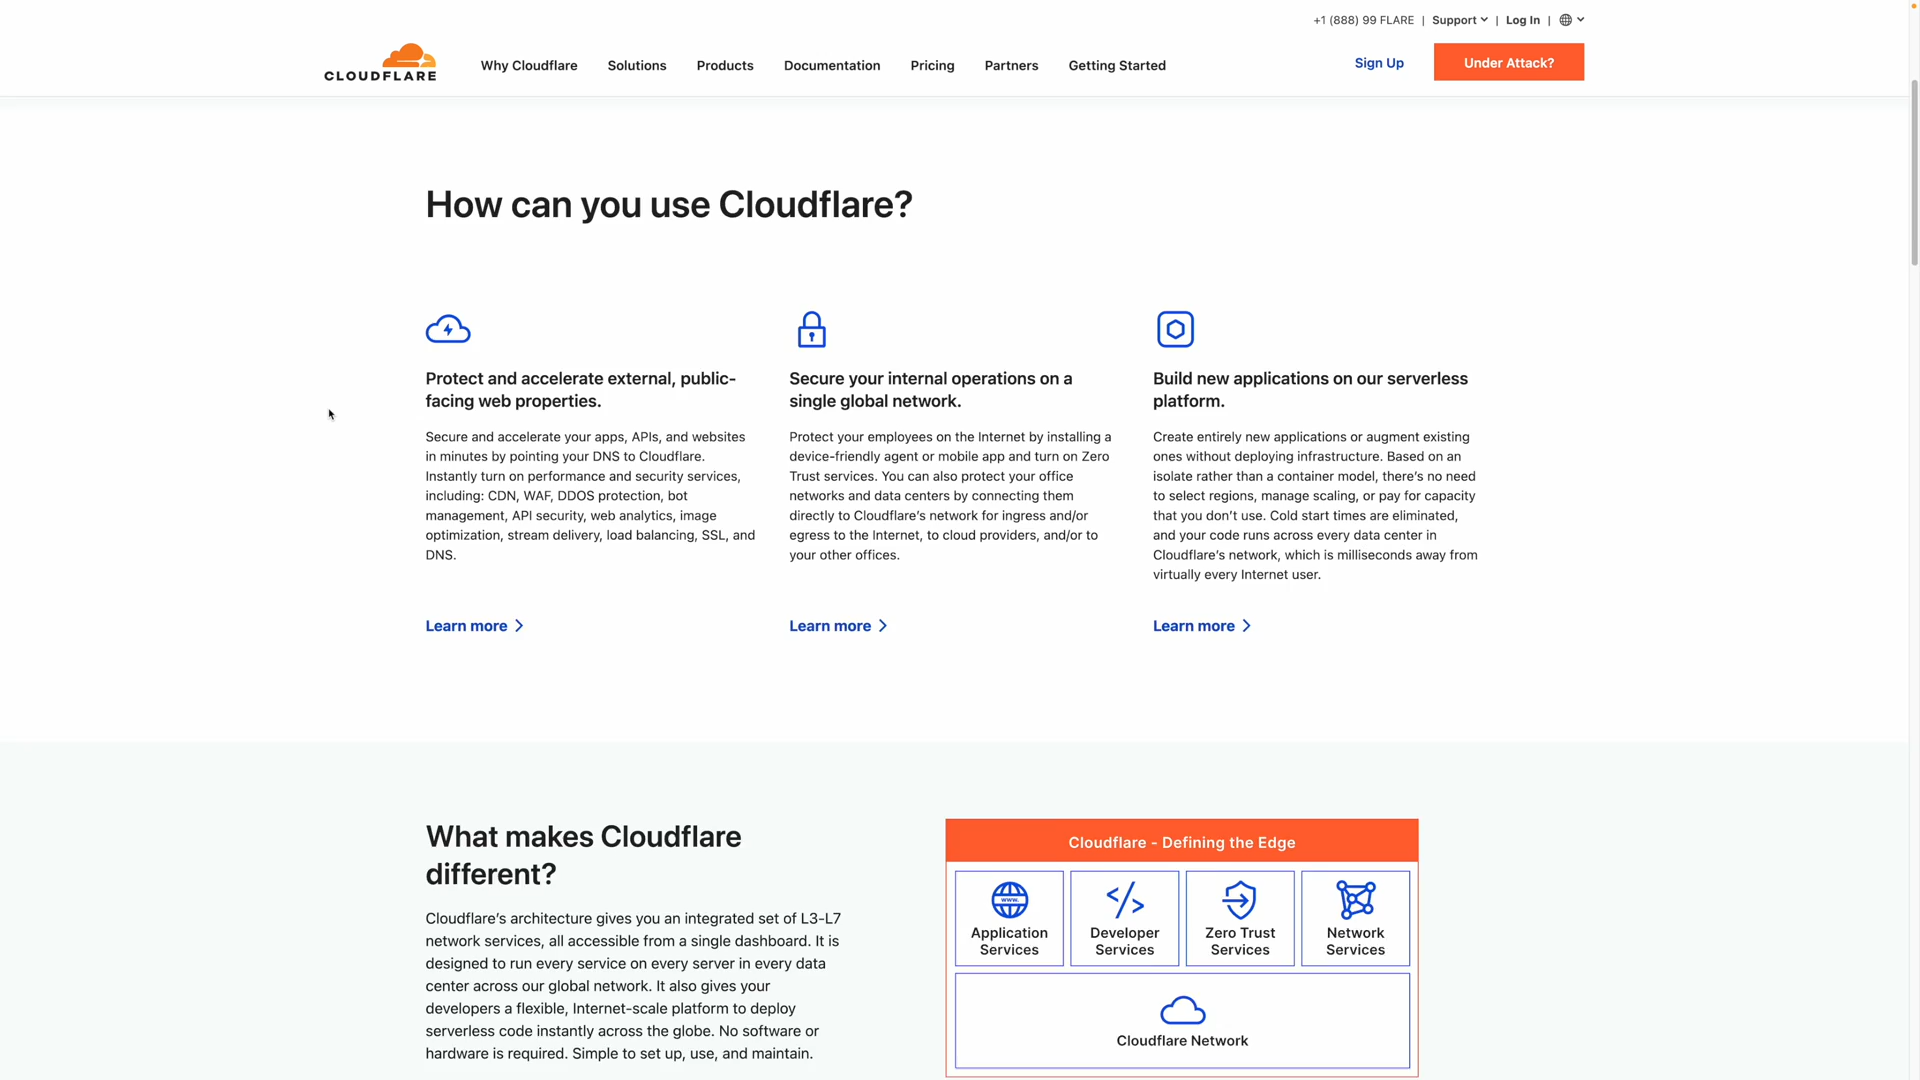 +1 (888) 99 FLARE | Support | Log In |
CLOUDFLARE
Why Cloudflare Solutions Products Documentation Pricing Partners Getting Started
Sign Up
Under Attack?
How can you use Cloudflare?
Protect and accelerate external, public-
facing web properties.
Secure and accelerate your apps, APIs, and websites
in minutes by pointing your DNS to Cloudflare.
Instantly turn on performance and security services,
including: CDN, WAF, DDOS protection, bot
management, API security, web analytics, image
optimization, stream delivery, load balancing, SSL, and
DNS.
Learn more
Secure your internal operations on a
single global network.
Protect your employees on the Internet by installing a
device-friendly agent or mobile app and turn on Zero
Trust services. You can also protect your office
networks and data centers by connecting them
directly to Cloudflare’s network for ingress and/or
egress to the Internet, to cloud providers, and/or to
your other offices.
Learn more
Build new applications on our serverless
platform.
Create entirely new applications or augment existing
ones without deploying infrastructure. Based on an
isolate rather than a container model, there’s no need
to select regions, manage scaling, or pay for capacity
that you don’t use. Cold start times are eliminated,
and your code runs across every data center in
Cloudflare’s network, which is milliseconds away from
virtually every Internet user.
Learn more
What makes Cloudflare
different?
Cloudflare’s architecture gives you an integrated set of L3-L7
network services, all accessible from a single dashboard. It is
designed to run every service on every server in every data
center across our global network. It also gives your
developers a flexible, Internet-scale platform to deploy
serverless code instantly across the globe. No software or
hardware is required. Simple to set up, use, and maintain.
Cloudflare - Defining the Edge
www.
Application
Services
Developer
Services
Zero Trust
Services
Network
Services
Cloudflare Network